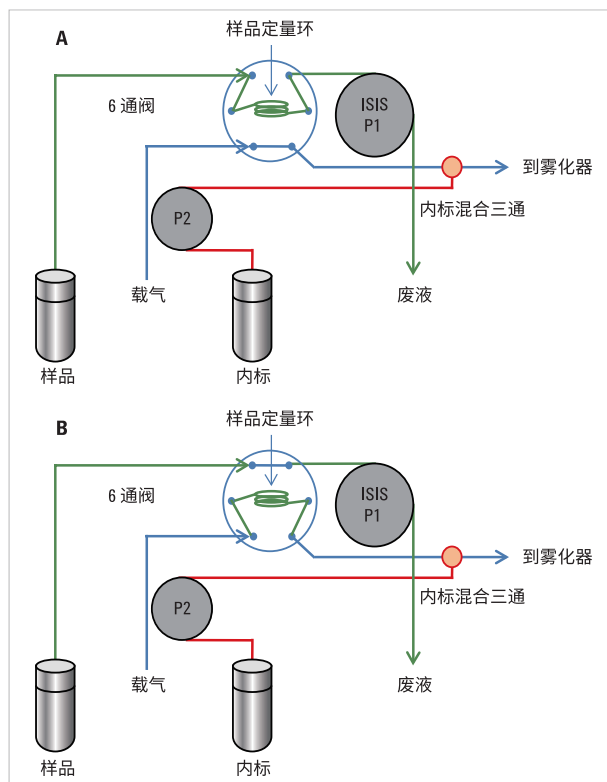 A
样品定量环
6 通阀
ISIS
P1
到雾化器
内标混合三通
P2
载气
废液
样品
内标
B
样品定量环
6 通阀
ISIS
P1
到雾化器
内标混合三通
P2
载气
废液
样品
内标